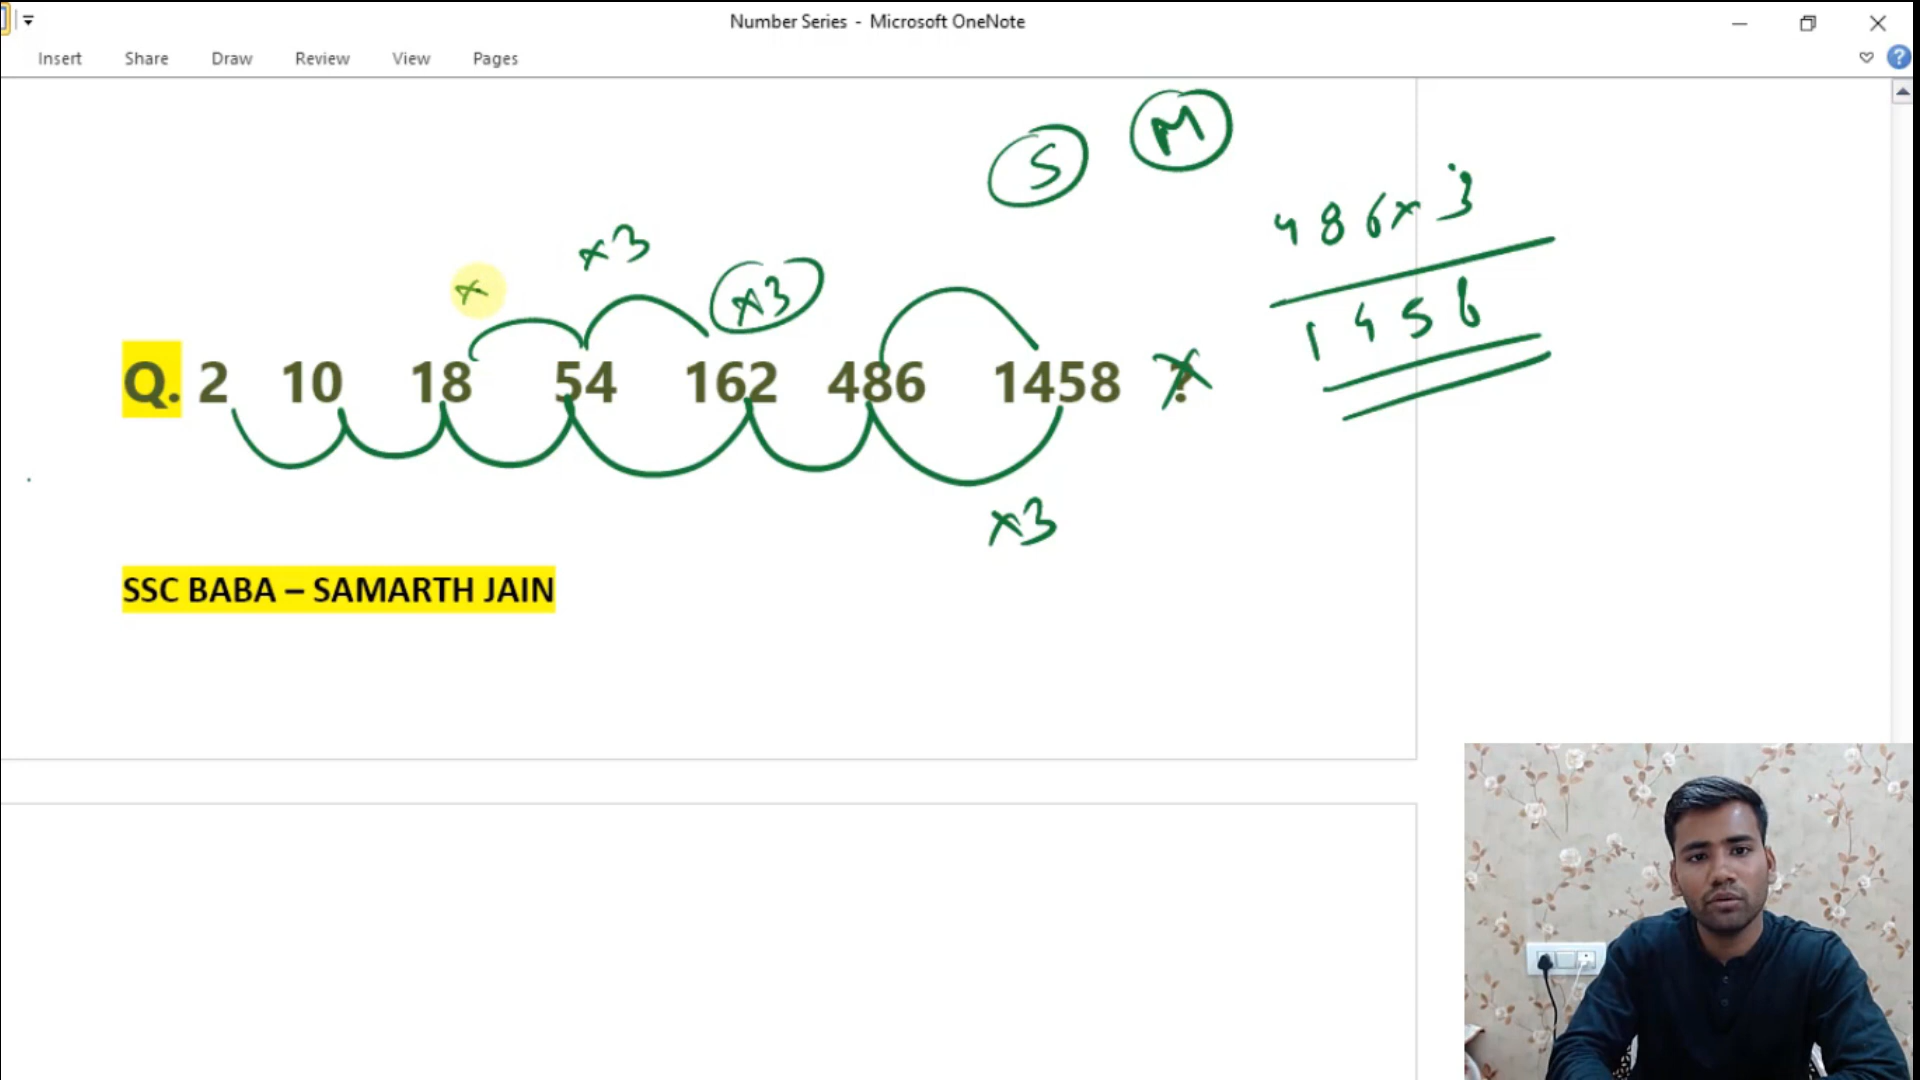 Number Series - Microsoft OneNote
Insert Share Draw Review View Pages
?
S M
486×3
1458
×3
×
×3
Q. 2 10 18 54 162 486 1458 ?
×3
SSC BABA – SAMARTH JAIN